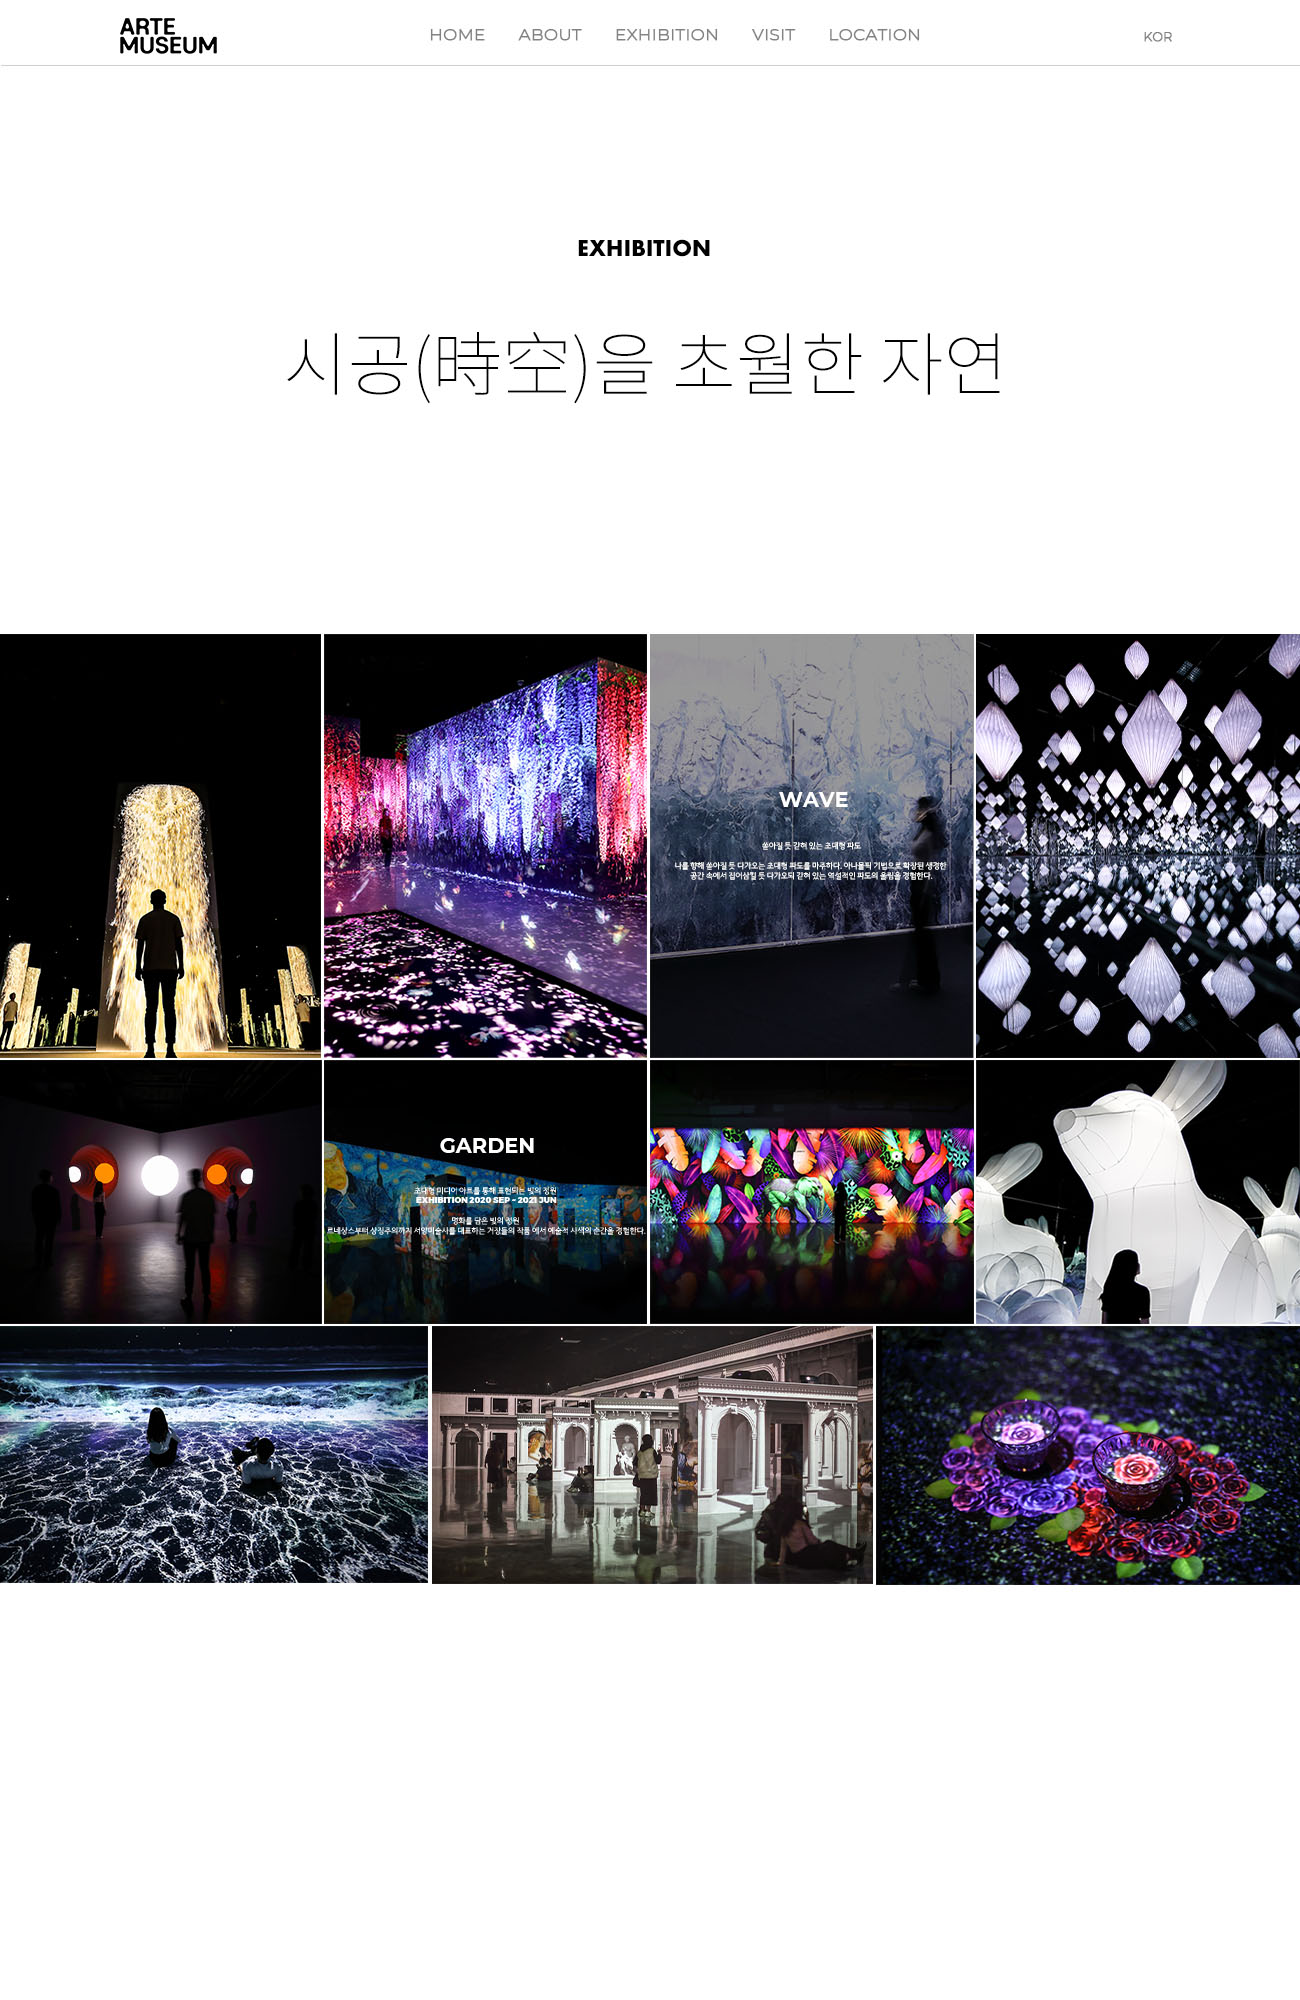 ARTE
MUSEUM
HOME ABOUT EXHIBITION VISIT LOCATION
KOR
EXHIBITION
시공(時空)을 초월한 자연
WAVE
쏟아질 듯 갇혀 있는 초대형 파도
나를 향해 쏟아질 듯 다가오는 초대형 파도를 마주하다. 아나몰픽 기법으로 확장된 생경한
공간 속에서 집어삼킬 듯 다가오되 갇혀 있는 역설적인 파도의 울림을 경험한다.
GARDEN
초대형 미디어 아트를 통해 표현되는 빛의 정원
EXHIBITION 2020 SEP - 2021 JUN
명화를 담은 빛의 정원
르네상스부터 상징주의까지 서양미술사를 대표하는 거장들의 작품 에서 예술적 사색의 순간을 경험한다.